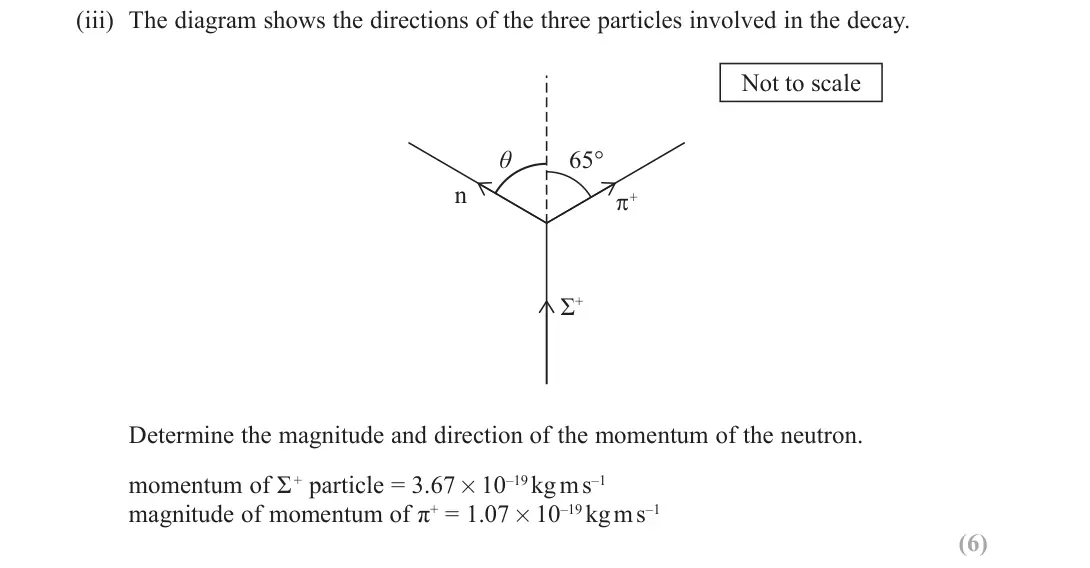 (iii) The diagram shows the directions of the three particles involved in the decay.
Not to scale
θ 65°
n π⁺
Σ⁺
Determine the magnitude and direction of the momentum of the neutron.
momentum of Σ⁺ particle = 3.67 × 10⁻¹⁹ kg m s⁻¹
magnitude of momentum of π⁺ = 1.07 × 10⁻¹⁹ kg m s⁻¹
(6)